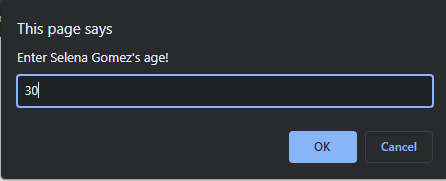 This page says
Enter Selena Gomez's age!
30
OK Cancel